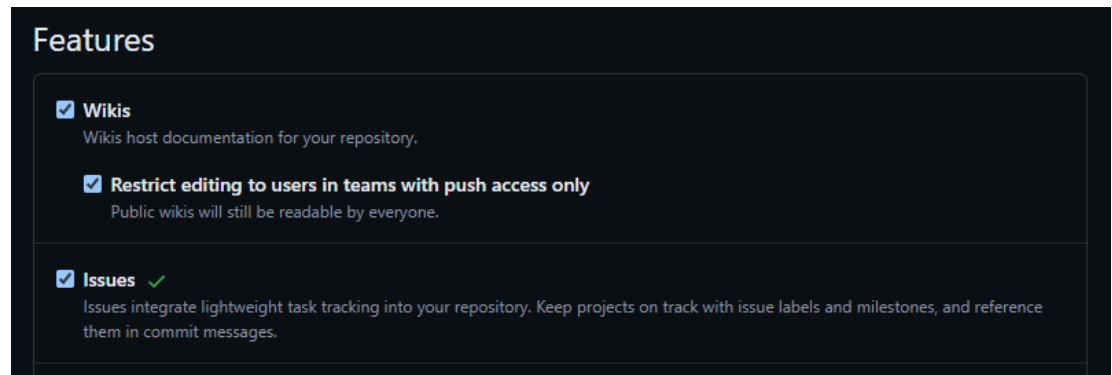 Features
Wikis
Wikis host documentation for your repository.
Restrict editing to users in teams with push access only
Public wikis will still be readable by everyone.
Issues
Issues integrate lightweight task tracking into your repository. Keep projects on track with issue labels and milestones, and reference
them in commit messages.